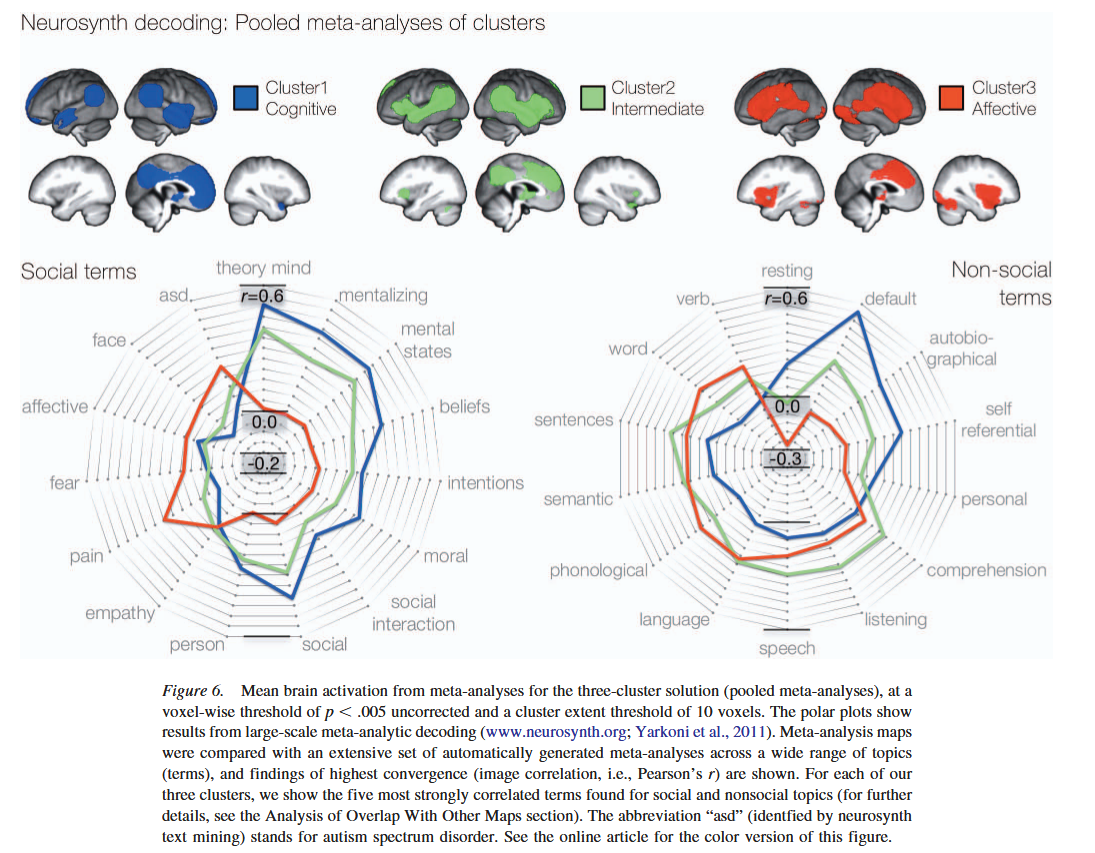 Neurosynth decoding: Pooled meta-analyses of clusters
Cluster1
Cognitive
Cluster2
Intermediate
Cluster3
Affective
Social terms
theory mind
r=0.6
mentalizing
mental
states
beliefs
intentions
moral
social
interaction
social
person
empathy
pain
fear
affective
face
asd
0.0
-0.2
Non-social
terms
resting
r=0.6
default
autobio-
graphical
self
referential
personal
comprehension
listening
speech
language
phonological
semantic
sentences
word
verb
0.0
-0.3
Figure 6. Mean brain activation from meta-analyses for the three-cluster solution (pooled meta-analyses), at a
voxel-wise threshold of p < .005 uncorrected and a cluster extent threshold of 10 voxels. The polar plots show
results from large-scale meta-analytic decoding (www.neurosynth.org; Yarkoni et al., 2011). Meta-analysis maps
were compared with an extensive set of automatically generated meta-analyses across a wide range of topics
(terms), and findings of highest convergence (image correlation, i.e., Pearson's r) are shown. For each of our
three clusters, we show the five most strongly correlated terms found for social and nonsocial topics (for further
details, see the Analysis of Overlap With Other Maps section). The abbreviation “asd” (identfied by neurosynth
text mining) stands for autism spectrum disorder. See the online article for the color version of this figure.